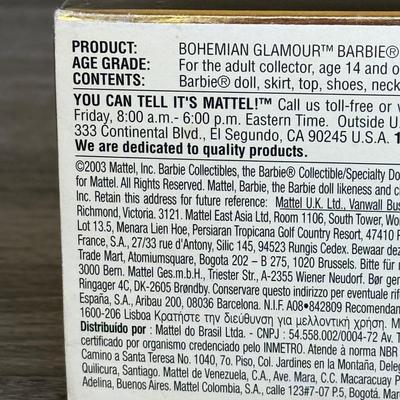 PRODUCT: BOHEMIAN GLAMOUR™ BARBIE®
AGE GRADE: For the adult collector, age 14 and o
CONTENTS: Barbie® doll, skirt, top, shoes, neck
YOU CAN TELL IT'S MATTEL!™ Call us toll-free or v
Friday, 8:00 a.m.- 6:00 p.m. Eastern Time. Outside U.
333 Continental Blvd., El Segundo, CA 90245 U.S.A. 1
We are dedicated to quality products.
©2003 Mattel, Inc. Barbie Collectibles, the Barbie® Collectible/Specialty Do
for Mattel. All Rights Reserved. Mattel, Barbie, the Barbie doll likeness and c
Inc. Retain this address for future reference: Mattel U.K. Ltd., Vanwall Bus
Richmond, Victoria. 3121. Mattel East Asia Ltd, Room 1106, South Tower, Wor
Lot 13.5, Menara Lien Hoe, Persiaran Tropicana Golf Country Resort, 47410 P
France, S.A., 27/33 rue d'Antony, Silic 145, 94523 Rungis Cedex. Bewaar deze
Trade Mart, Atomiumsquare, Bogota 202 – B 275, 1020 Brussels. Bitte für m
3000 Bern. Mattel Ges.m.b.H., Triester Str., A-2355 Wiener Neudorf. Bør gem
Ringager 4C, DK-2605 Brøndby. Conservare questo indirizzo per eventuale rife
España, S.A., Aribau 200, 08036 Barcelona. N.I.F. A08•842809 Recomendan
1600-206 Lisboa Κρατήστε την διεύθυνση για μελλοντική χρήση. M
Distribuido por : Mattel do Brasil Ltda. - CNPJ : 54.558.002/0004-72 Av. T
certificado por organismo credenciado pelo INMETRO. Atende à norma NBR
Camino a Santa Teresa No. 1040, 7o. Piso, Col. Jardines en la Montaña, Deleg
Mattel de Venezuela, C.A., Ave. Mara, C.C. Macaracuay P
Adelina, Buenos Aires. Mattel Colombia, S.A., calle 123#7-07 P.5, Bogotá